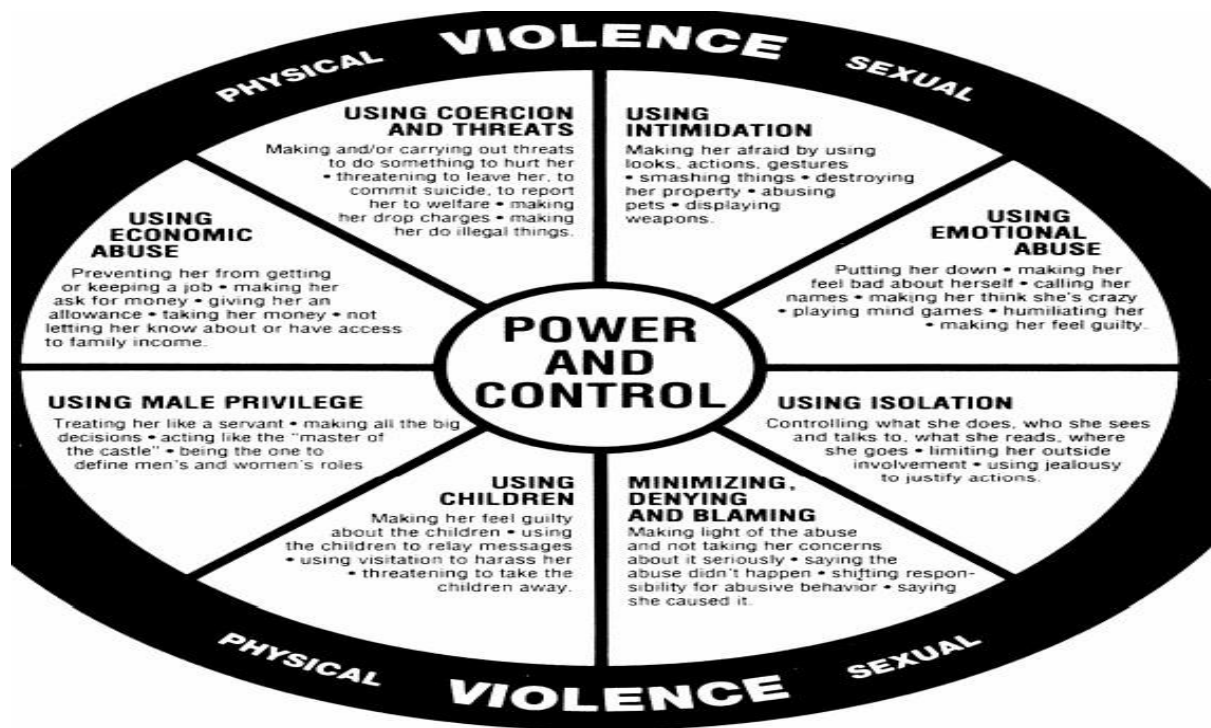 PHYSICAL VIOLENCE SEXUAL
USING COERCION
AND THREATS
Making and/or carrying out threats
to do something to hurt her
• threatening to leave her, to
commit suicide, to report
her to welfare • making
her drop charges • making
her do illegal things.
USING
INTIMIDATION
Making her afraid by using
looks, actions, gestures
• smashing things • destroying
her property • abusing
pets • displaying
weapons.
USING
EMOTIONAL
ABUSE
Putting her down • making her
feel bad about herself • calling her
names • making her think she's crazy
• playing mind games • humiliating her
• making her feel guilty.
USING ISOLATION
Controlling what she does, who she sees
and talks to, what she reads, where
she goes • limiting her outside
involvement • using jealousy
to justify actions.
MINIMIZING,
DENYING
AND BLAMING
Making light of the abuse
and not taking her concerns
about it seriously • saying the
abuse didn't happen • shifting respon-
sibility for abusive behavior • saying
she caused it.
USING
CHILDREN
Making her feel guilty
about the children • using
the children to relay messages
• using visitation to harass her
• threatening to take the
children away.
USING MALE PRIVILEGE
Treating her like a servant • making all the big
decisions • acting like the "master of
the castle" • being the one to
define men's and women's roles
USING
ECONOMIC
ABUSE
Preventing her from getting
or keeping a job • making her
ask for money • giving her an
allowance • taking her money • not
letting her know about or have access
to family income.
POWER
AND
CONTROL
PHYSICAL VIOLENCE SEXUAL